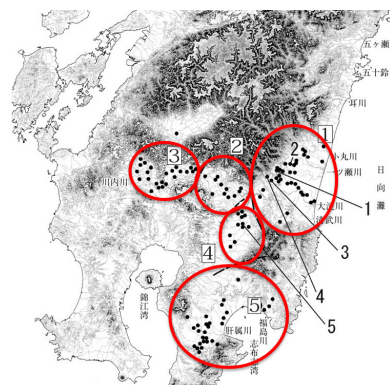 五ヶ瀬
五十鈴
耳川
1
2
小丸川
ツ瀬川
2
3
川内川
日向灘
1
大淀川
清武川
3
4
4
5
錦江湾
5
福島川
肝属川
志布志湾